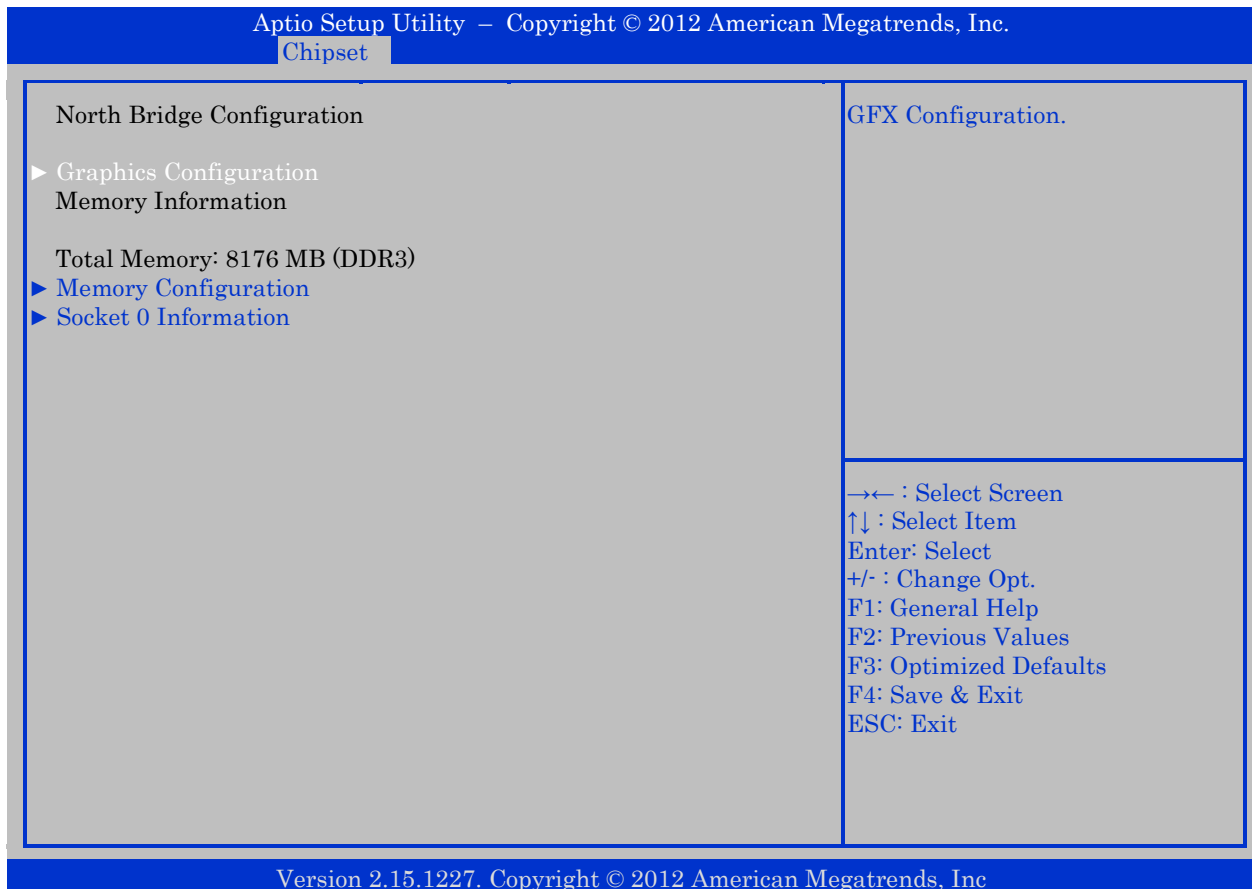 Aptio Setup Utility – Copyright © 2012 American Megatrends, Inc.
Chipset
North Bridge Configuration
► Graphics Configuration
Memory Information
Total Memory: 8176 MB (DDR3)
► Memory Configuration
► Socket 0 Information
GFX Configuration.
→← : Select Screen
↑↓ : Select Item
Enter: Select
+/- : Change Opt.
F1: General Help
F2: Previous Values
F3: Optimized Defaults
F4: Save & Exit
ESC: Exit
Version 2.15.1227. Copyright © 2012 American Megatrends, Inc